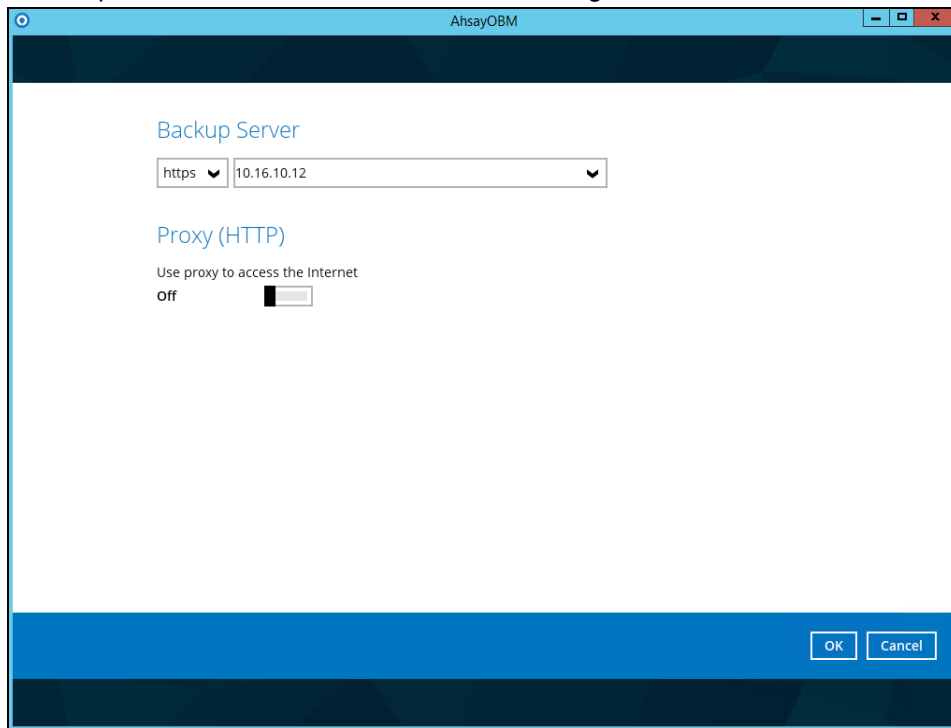 AhsayOBM
Backup Server
https 10.16.10.12
Proxy (HTTP)
Use proxy to access the Internet
Off
OK Cancel